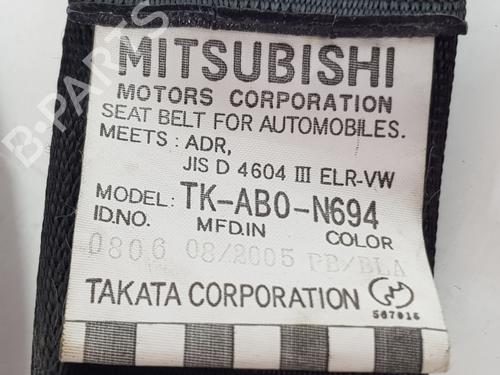 MITSUBISHI
MOTORS CORPORATION
SEAT BELT FOR AUTOMOBILES.
MEETS : ADR,
JIS D 4604 III ELR-VW
MODEL: TK-AB0-N694
ID.NO. MFD.IN COLOR
0806 08/2005 PB/BLA
TAKATA CORPORATION
567816
B-PARTS